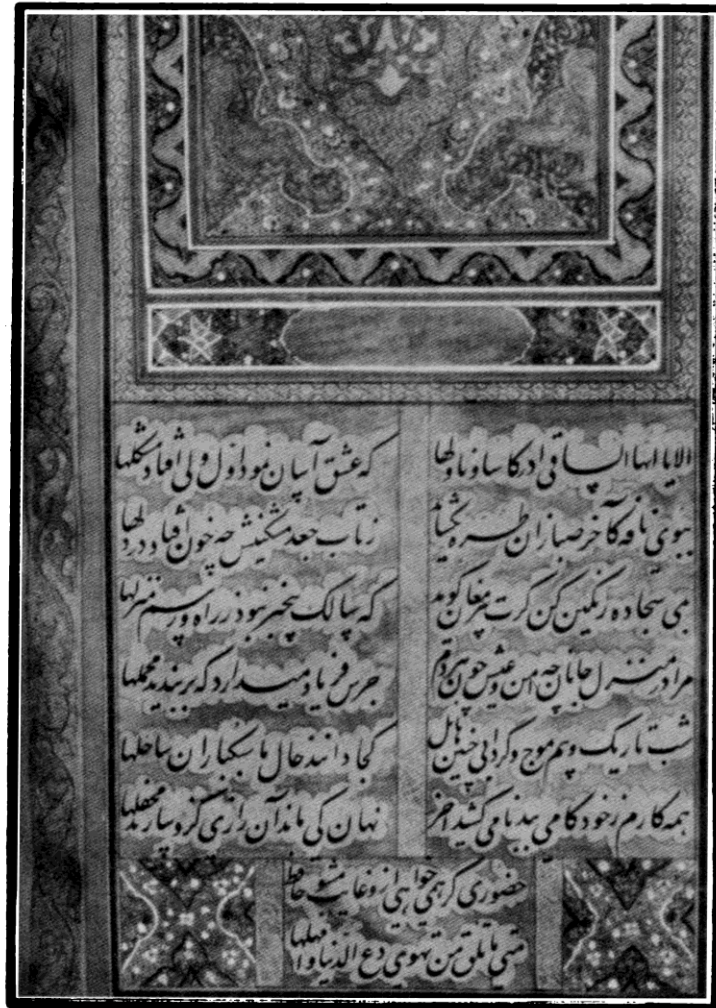 الا یا ایها الساقی ادر کاسا و ناولها که عشق آسان نمود اول ولی افتاد مشکلها
ببوی نافه کآخر صبا زان طره بگشاید زتاب جعد مشکینش چه خون افتاد در دلها
بمی سجاده رنگین کن گرت پیر مغان گوید که سالک بیخبر نبود ز راه و رسم منزلها
مرا در منزل جانان چه امن و عیش چون هر دم جرس فریاد میدارد که بربندید محملها
شب تاریک و بیم موج و گردابی چنین هایل کجا دانند حال ما سبکباران ساحلها
همه کارم ز خود کامی ببدنامی کشید آخر نهان کی ماند آن رازی کزو سازند محفلها
حضوری گر همی خواهی ازو غایب مشو حافظ
متی ما تلق من تهوی دع الدنیا و اهملها